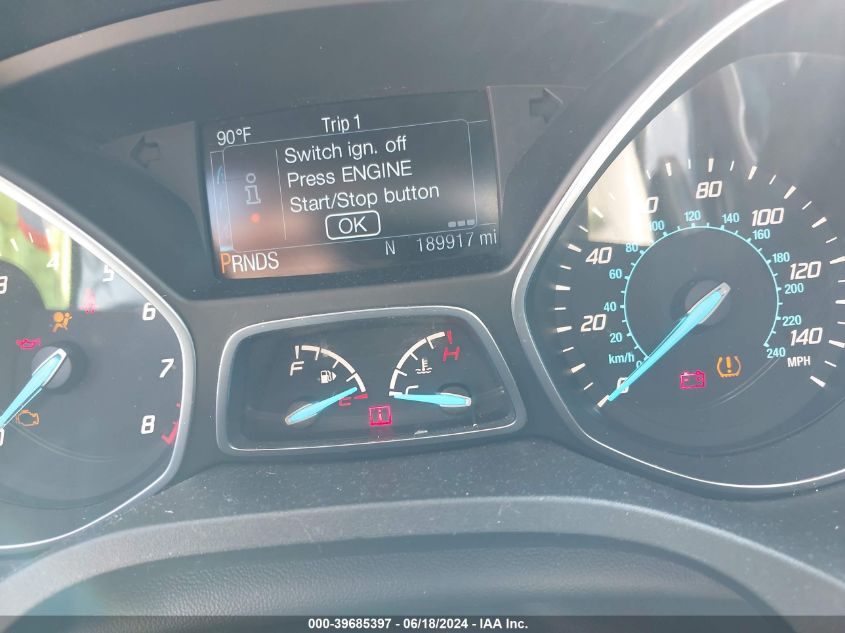 90°F
Trip 1
Switch ign. off
Press ENGINE
Start/Stop button
OK
PRNDS
N
189917 mi
3
4
5
6
7
8
F
E
H
C
i
0
20
40
80
100
120
140
MPH
km/h
20
40
60
80
100
120
140
160
180
200
220
240
000-39685397 - 06/18/2024 - IAA Inc.